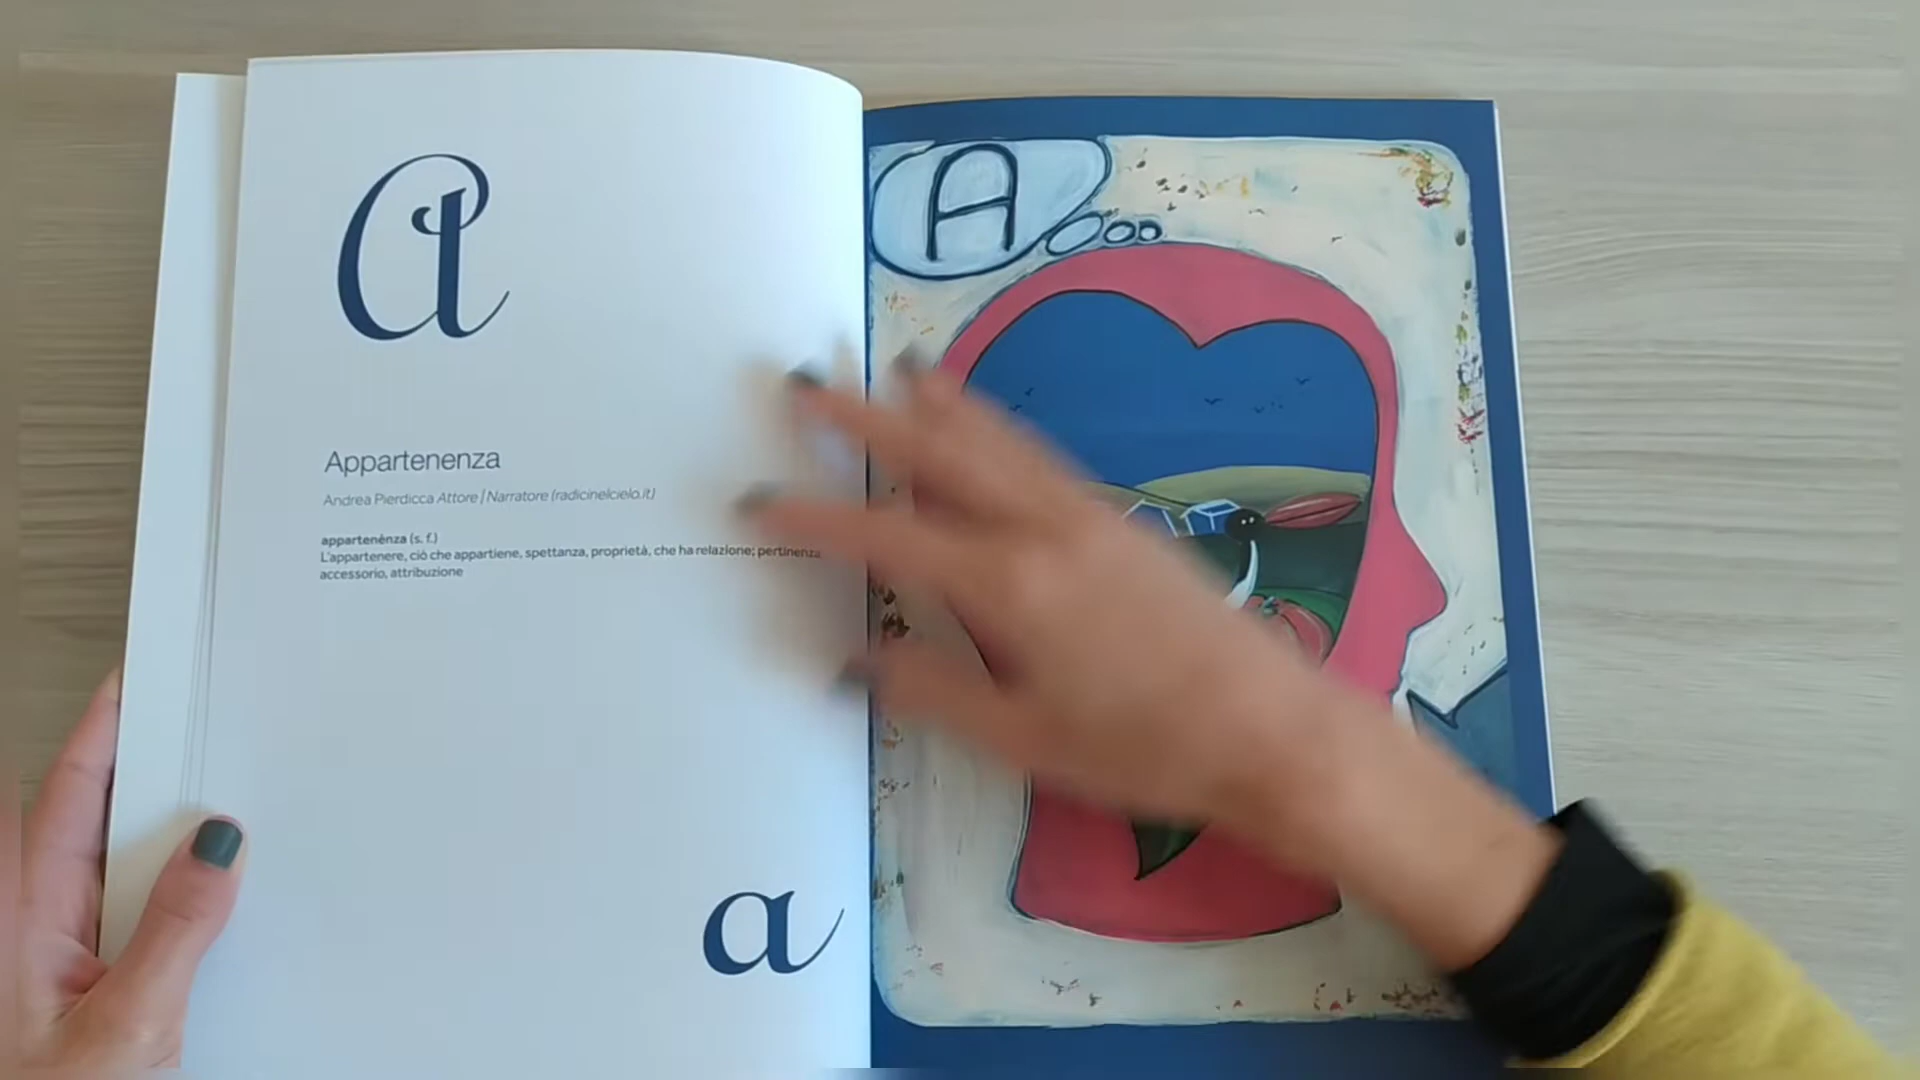 A
Appartenenza
Andrea Pierdicca Attore | Narratore (radicinelcielo.it)
appartenènza (s. f.)
L'appartenere, ciò che appartiene, spettanza, proprietà, che ha relazione; pertinenza,
accessorio, attribuzione
a
A